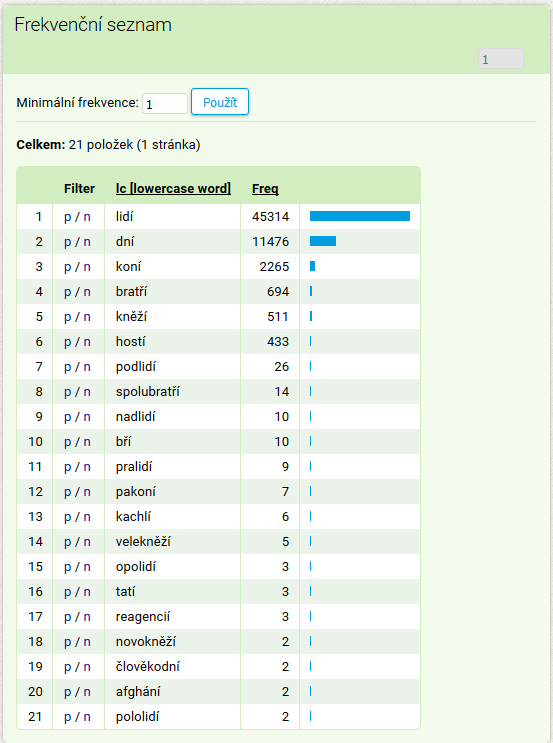 Frekvenční seznam
1
Minimální frekvence: 1 Použít
Celkem: 21 položek (1 stránka)
Filter lc [lowercase word] Freq
1 p / n lidí 45314
2 p / n dní 11476
3 p / n koní 2265
4 p / n bratří 694
5 p / n kněží 511
6 p / n hostí 433
7 p / n podlidí 26
8 p / n spolubratří 14
9 p / n nadlidí 10
10 p / n bří 10
11 p / n pralidí 9
12 p / n pakoní 7
13 p / n kachlí 6
14 p / n velekněží 5
15 p / n opolidí 3
16 p / n tatí 3
17 p / n reagencií 3
18 p / n novokněží 2
19 p / n člověkodní 2
20 p / n afghání 2
21 p / n pololidí 2